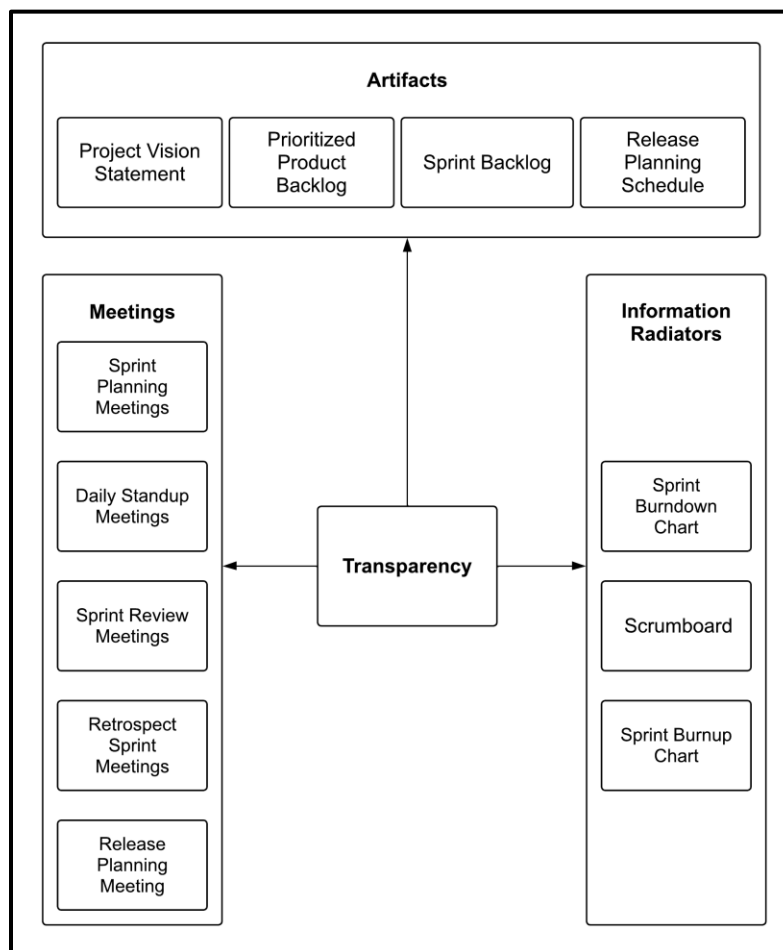 Artifacts
Project Vision
Statement
Prioritized
Product
Backlog
Sprint Backlog
Release
Planning
Schedule
Meetings
Sprint
Planning
Meetings
Daily Standup
Meetings
Sprint Review
Meetings
Retrospect
Sprint
Meetings
Release
Planning
Meeting
Transparency
Information
Radiators
Sprint
Burndown
Chart
Scrumboard
Sprint Burnup
Chart